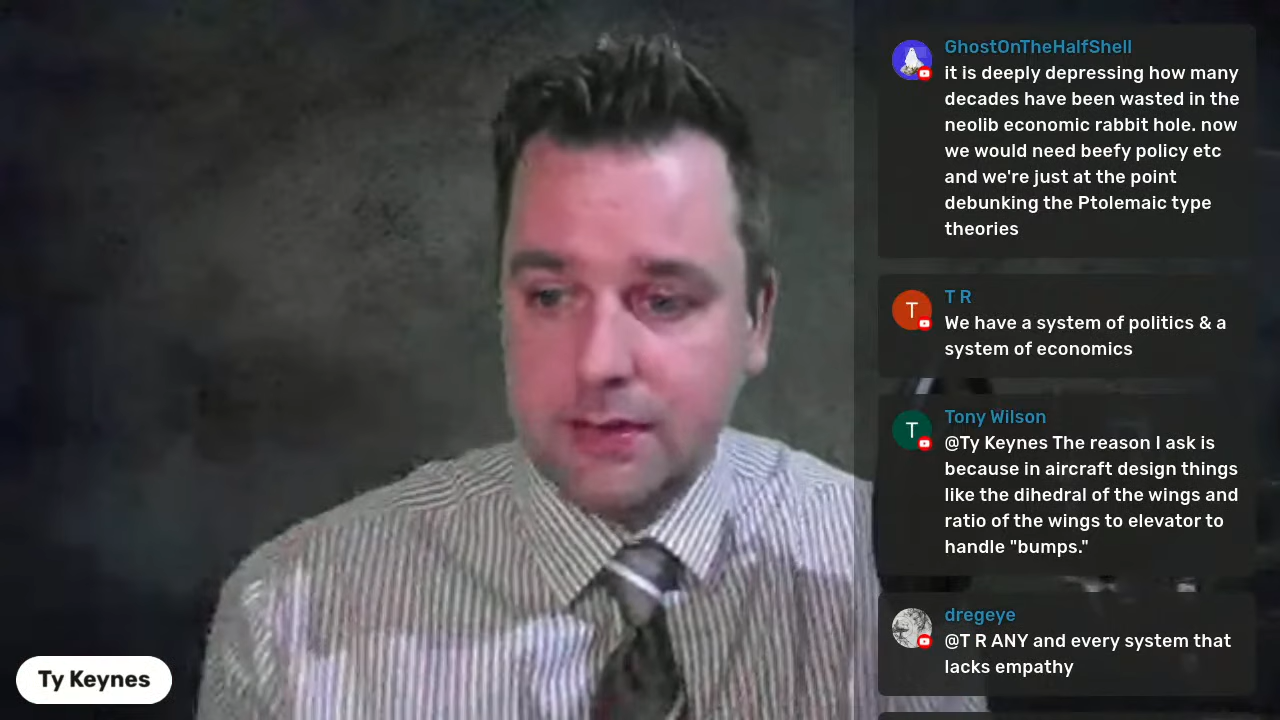 GhostOnTheHalfShell
it is deeply depressing how many
decades have been wasted in the
neolib economic rabbit hole. now
we would need beefy policy etc
and we're just at the point
debunking the Ptolemaic type
theories
T
T R
We have a system of politics & a
system of economics
T
Tony Wilson
@Ty Keynes The reason I ask is
because in aircraft design things
like the dihedral of the wings and
ratio of the wings to elevator to
handle "bumps."
dregeye
@T R ANY and every system that
lacks empathy
Ty Keynes